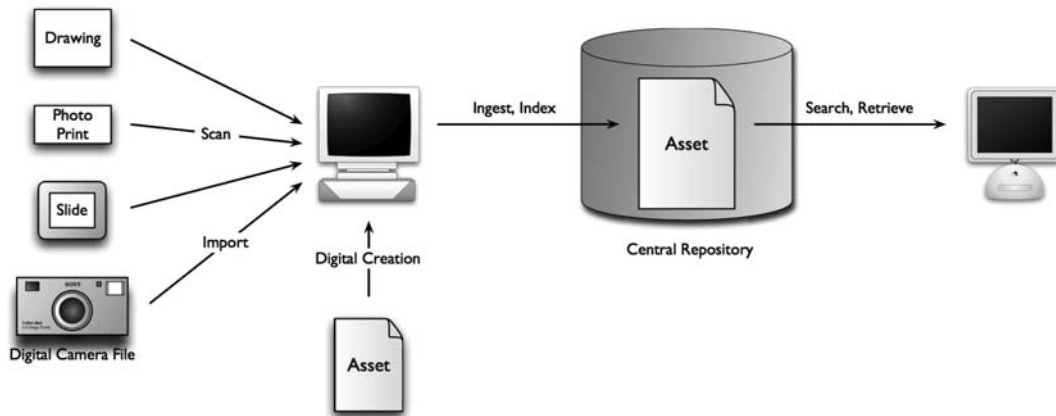 Drawing
Photo
Print
Scan
Slide
Import
SONY
Digital Camera File
Digital Creation
Asset
Ingest, Index
Asset
Central Repository
Search, Retrieve